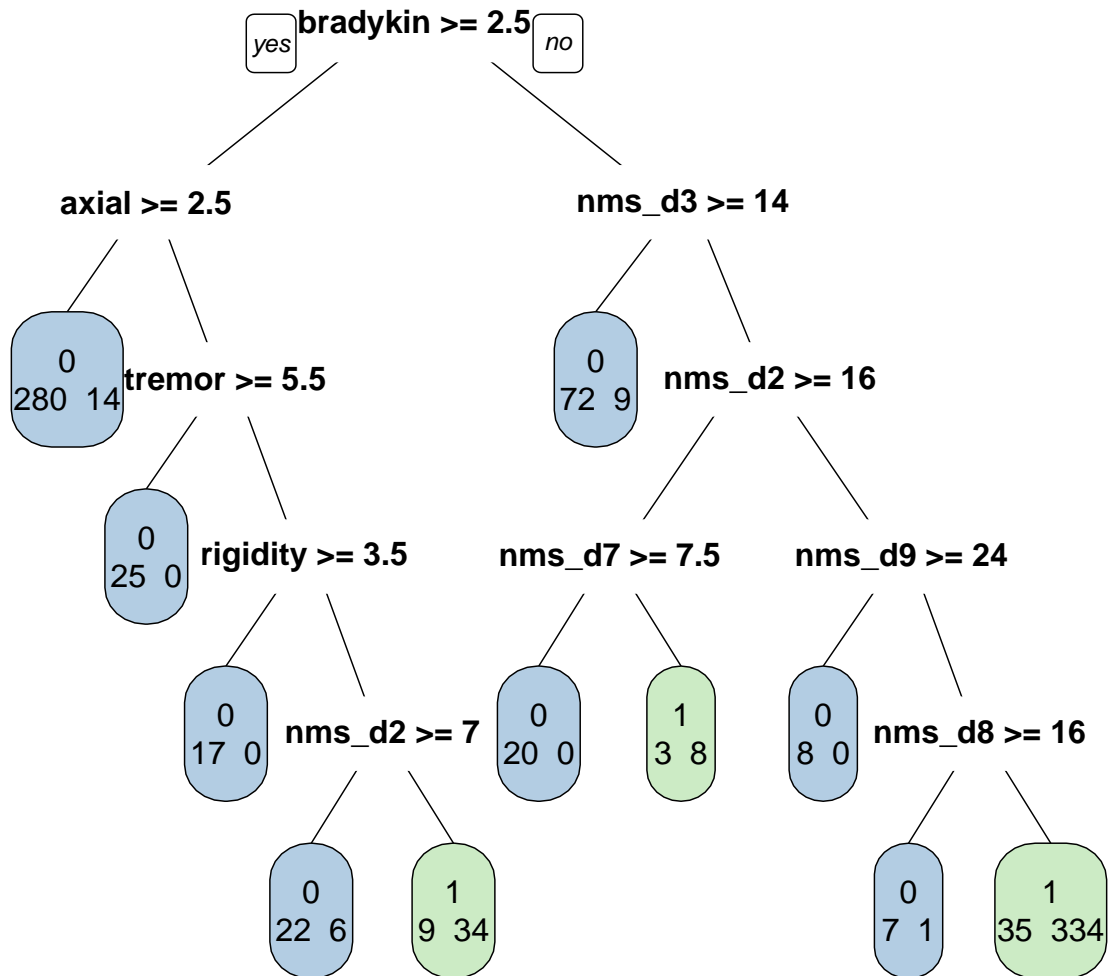 yes bradykin >= 2.5 no
axial >= 2.5
nms_d3 >= 14
0
280 14
tremor >= 5.5
0
72 9
nms_d2 >= 16
0
25 0
rigidity >= 3.5
nms_d7 >= 7.5
nms_d9 >= 24
0
17 0
nms_d2 >= 7
0
20 0
1
3 8
0
8 0
nms_d8 >= 16
0
22 6
1
9 34
0
7 1
1
35 334